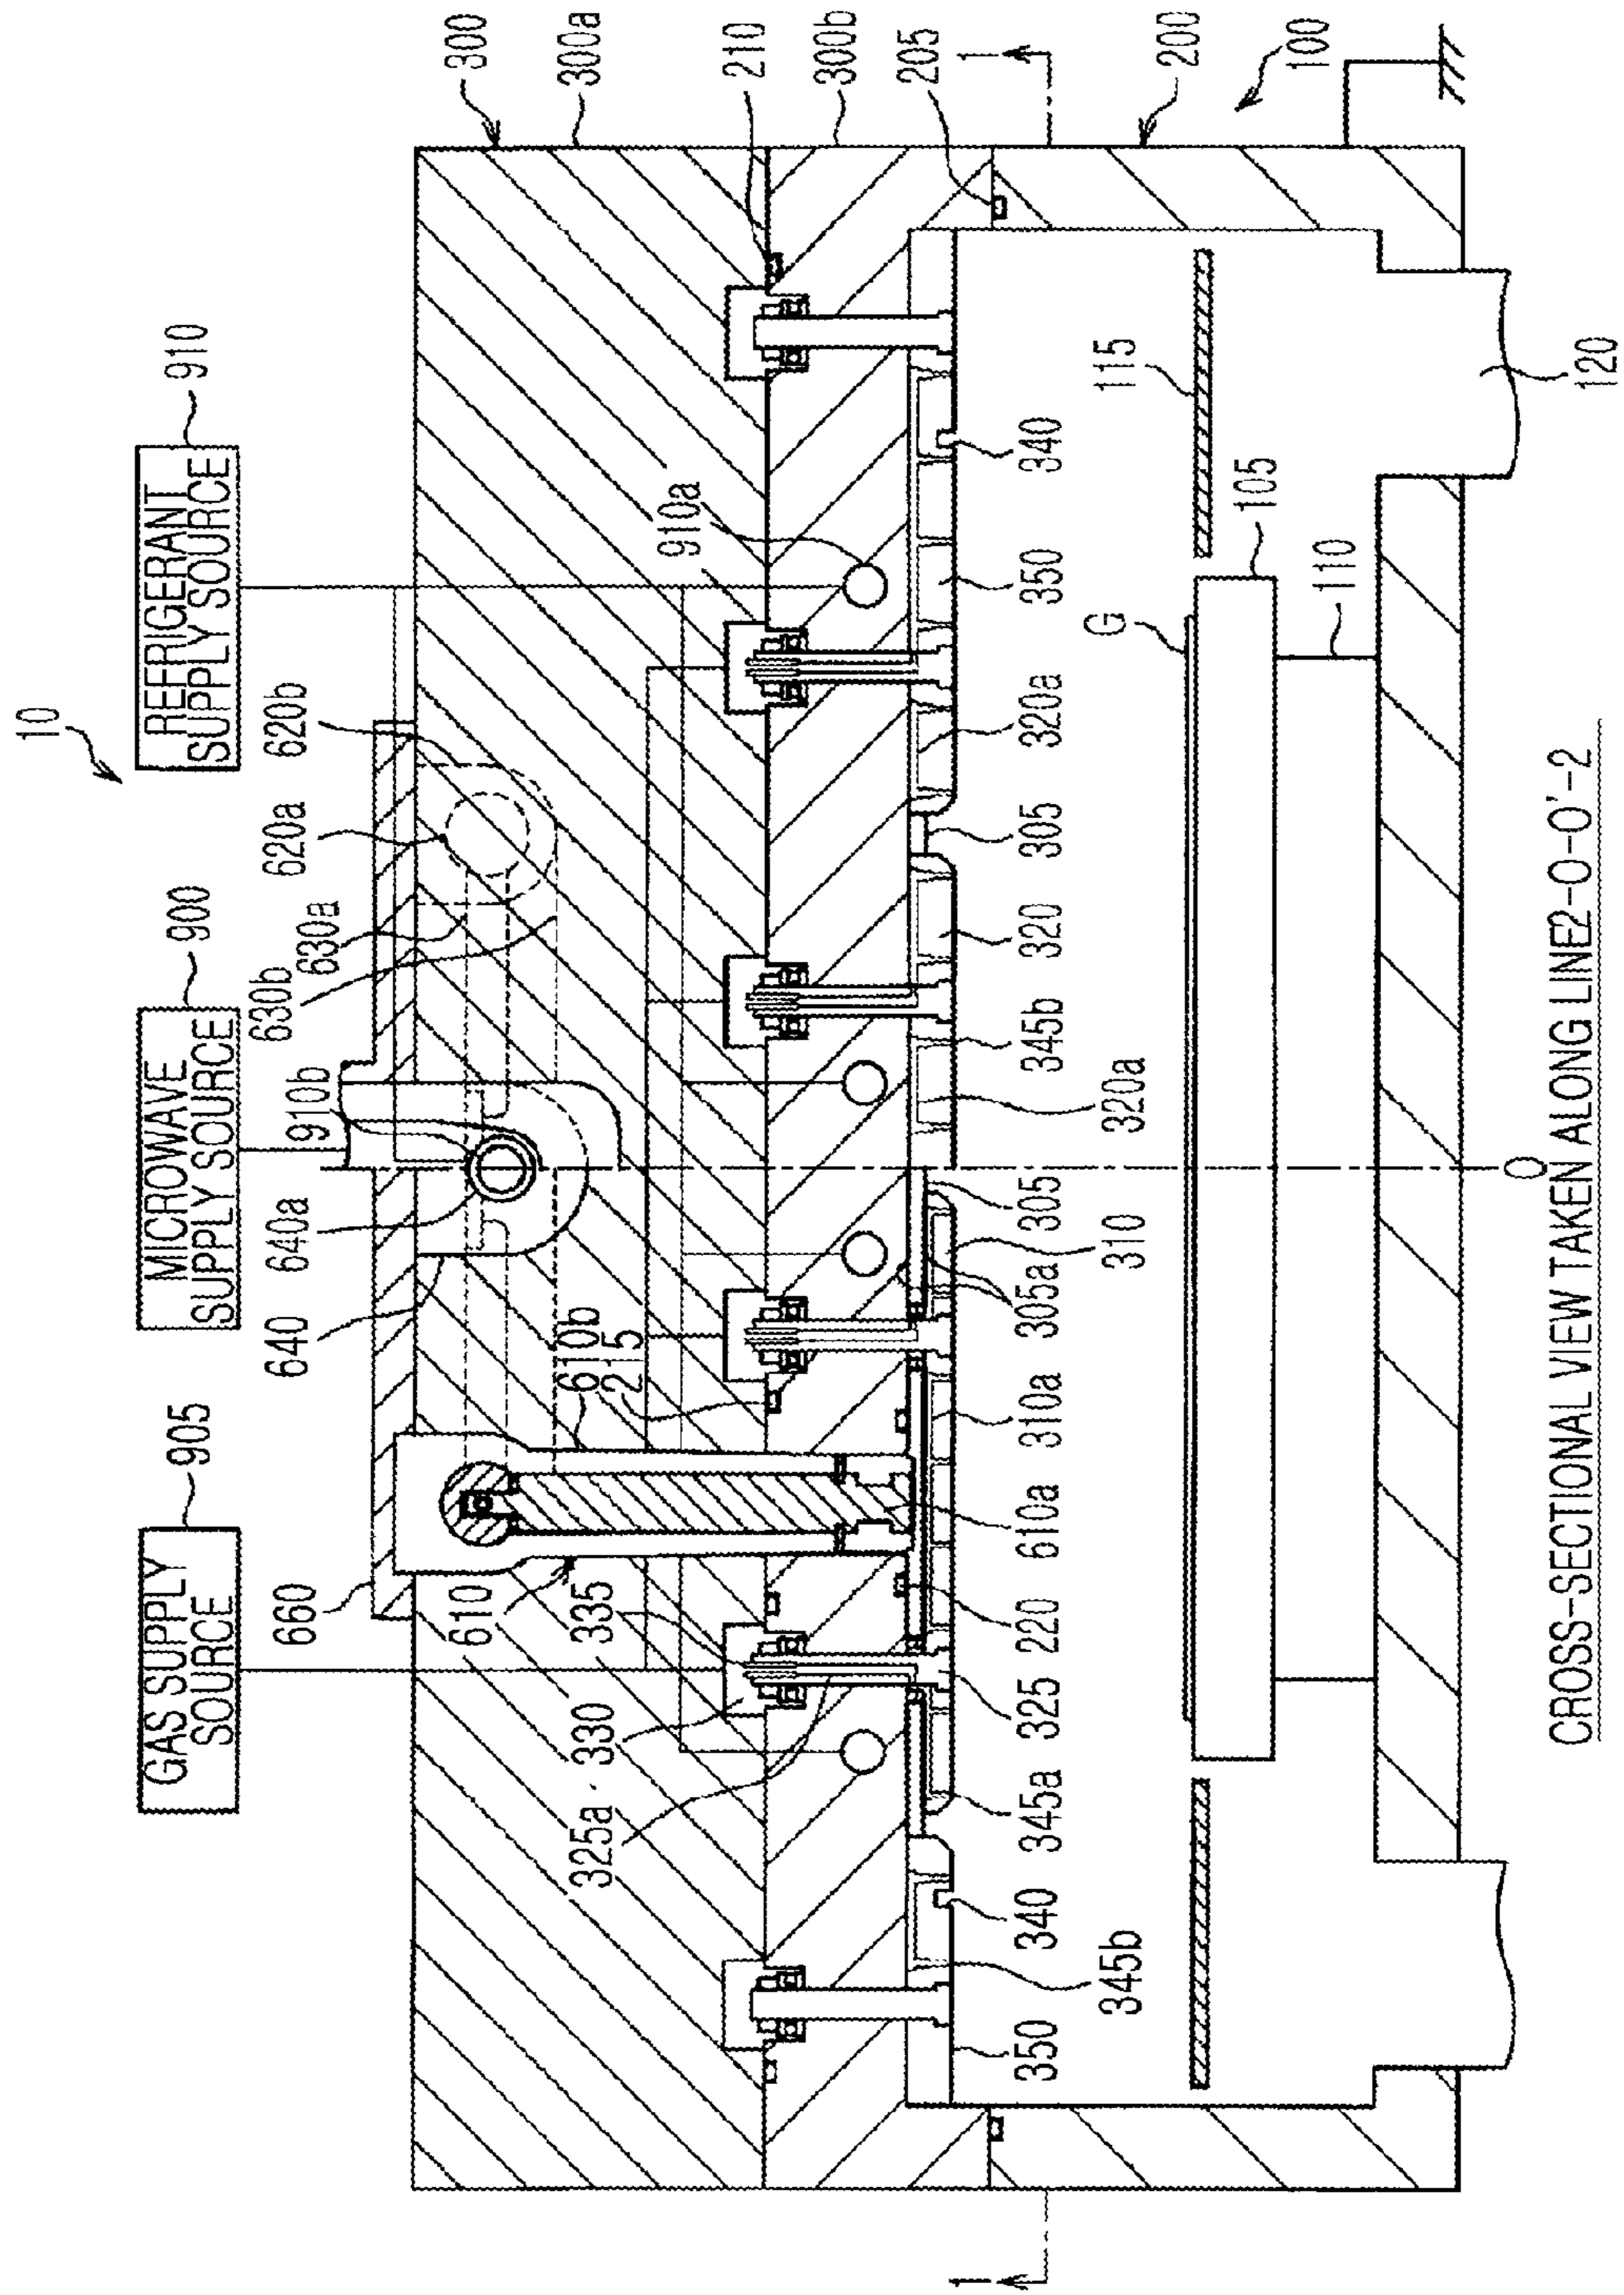 10
GAS SUPPLY
SOURCE
905
MICROWAVE
SUPPLY SOURCE
900
REFRIGERANT
SUPPLY SOURCE
910
660
640
640a
910b
630b
630a
620a
620b
300
300a
610
610b
215
335
330
325a
910a
210
300b
205
1
1
200
100
350
345b
340
345a
325
220
610a
310a
305a
310
305
320a
345b
320
305
320a
350
340
115
G
105
110
120
O
CROSS-SECTIONAL VIEW TAKEN ALONG LINE2-O-O'-2